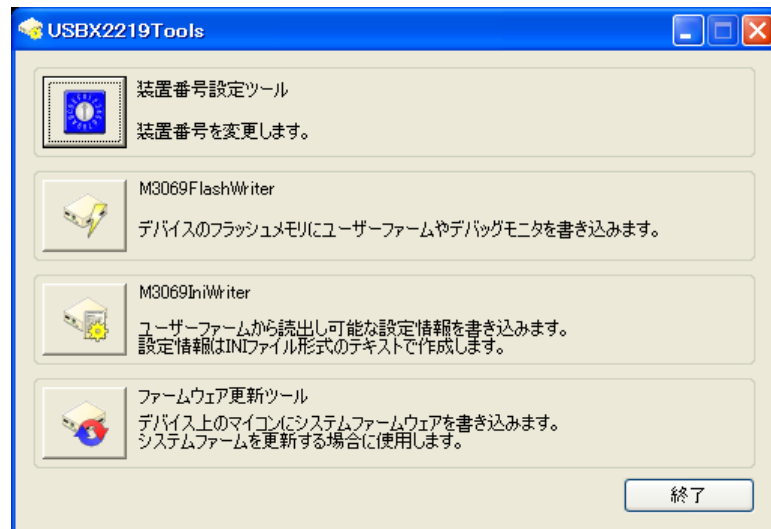 USBX2219Tools
装置番号設定ツール
装置番号を変更します。
M3069FlashWriter
デバイスのフラッシュメモリにユーザーファームやデバッグモニタを書き込みます。
M3069IniWriter
ユーザーファームから読出し可能な設定情報を書き込みます。
設定情報はINIファイル形式のテキストで作成します。
ファームウェア更新ツール
デバイス上のマイコンにシステムファームウェアを書き込みます。
システムファームを更新する場合に使用します。
終了